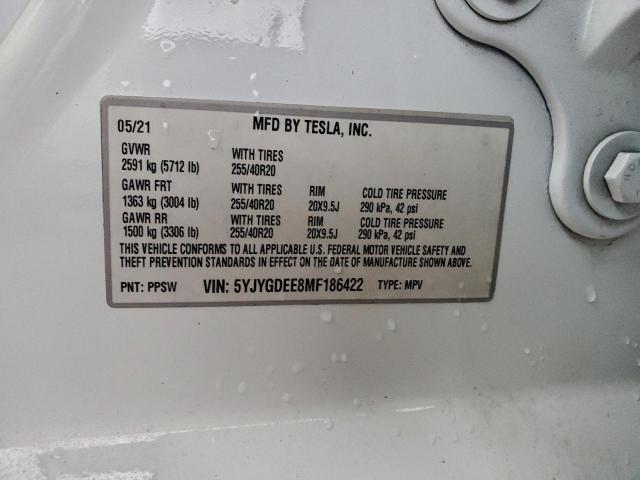 05/21 MFD BY TESLA, INC.
GVWR WITH TIRES
2591 kg (5712 lb) 255/40R20
GAWR FRT WITH TIRES RIM COLD TIRE PRESSURE
1363 kg (3004 lb) 255/40R20 20X9.5J 290 kPa, 42 psi
GAWR RR WITH TIRES RIM COLD TIRE PRESSURE
1500 kg (3306 lb) 255/40R20 20X9.5J 290 kPa, 42 psi
THIS VEHICLE CONFORMS TO ALL APPLICABLE U.S. FEDERAL MOTOR VEHICLE SAFETY AND
THEFT PREVENTION STANDARDS IN EFFECT ON THE DATE OF MANUFACTURE SHOWN ABOVE.
PNT: PPSW VIN: 5YJYGDEE8MF186422 TYPE: MPV